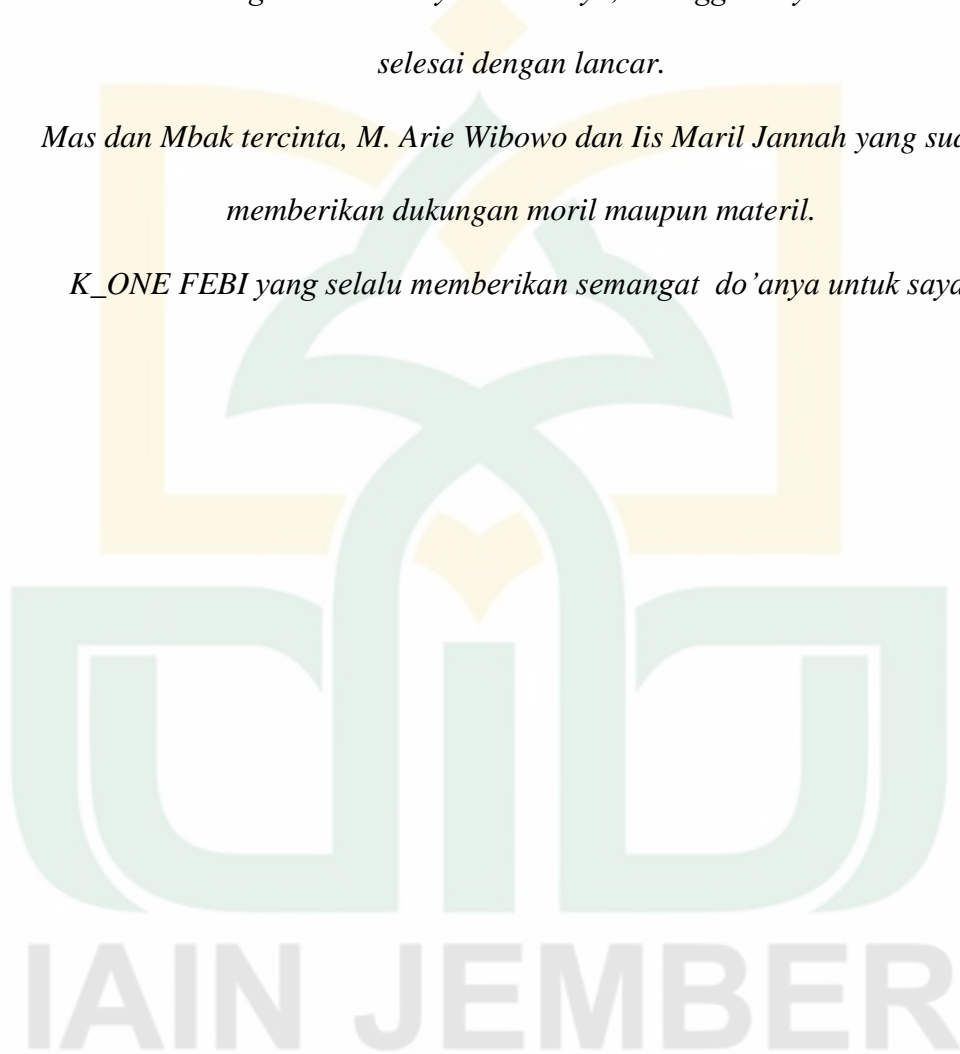 selesai dengan lancar.
Mas dan Mbak tercinta, M. Arie Wibowo dan Iis Maril Jannah yang
memberikan dukungan moril maupun materil.
K_ONE FEBI yang selalu memberikan semangat do’anya untuk saya
IAIN JEMBER